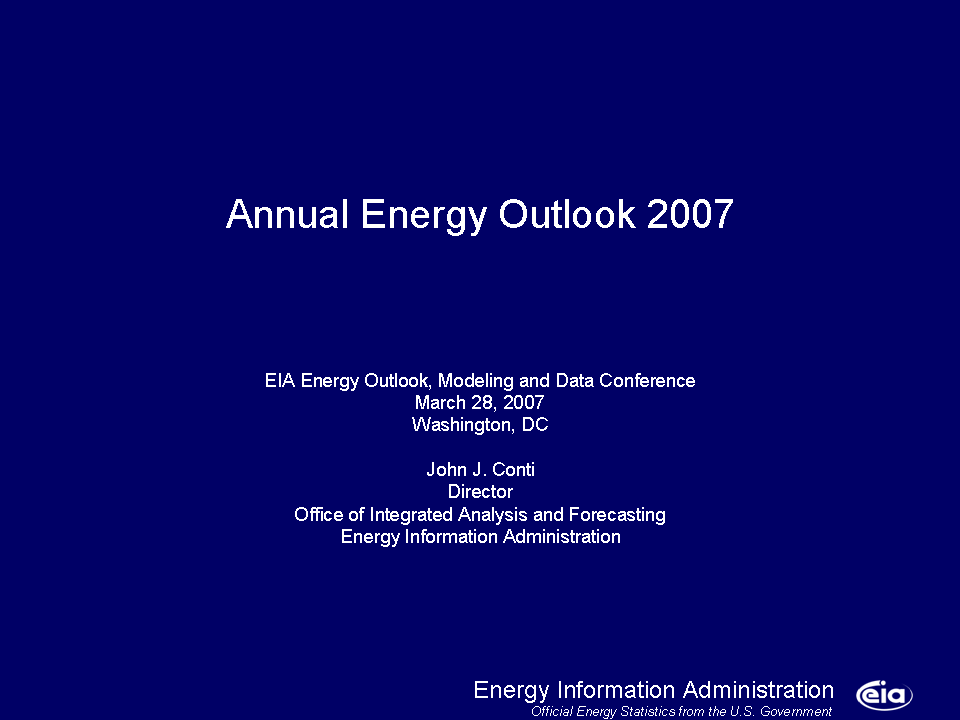 Annual Energy Outlook 2007
EIA Energy Outlook, Modeling and Data Conference
March 28, 2007
Washington, DC
John J. Conti
Director
Office of Integrated Analysis and Forecasting
Energy Information Administration
Energy Information Administration
Official Energy Statistics from the U.S. Government
eia